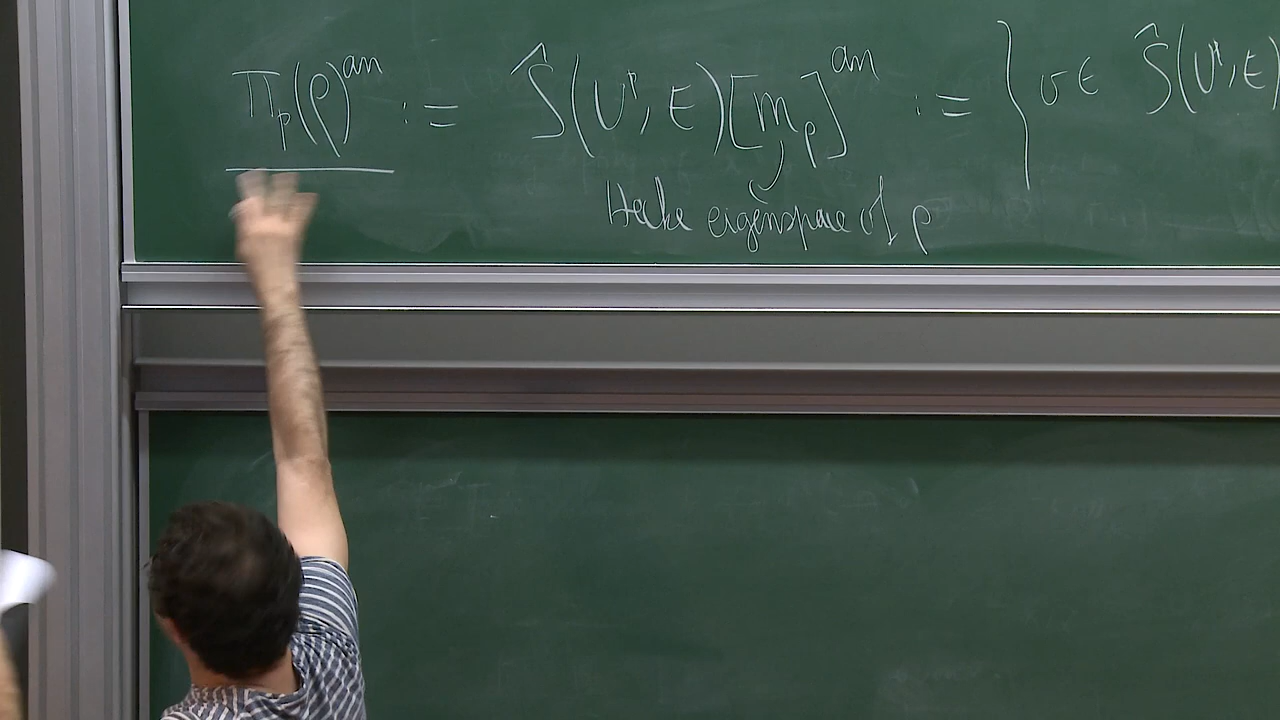 Π_p(ρ)^an := Ŝ(U^p, E)[m_ρ]^an := { v ∈ Ŝ(U^p, E)
Hecke eigenspace of ρ